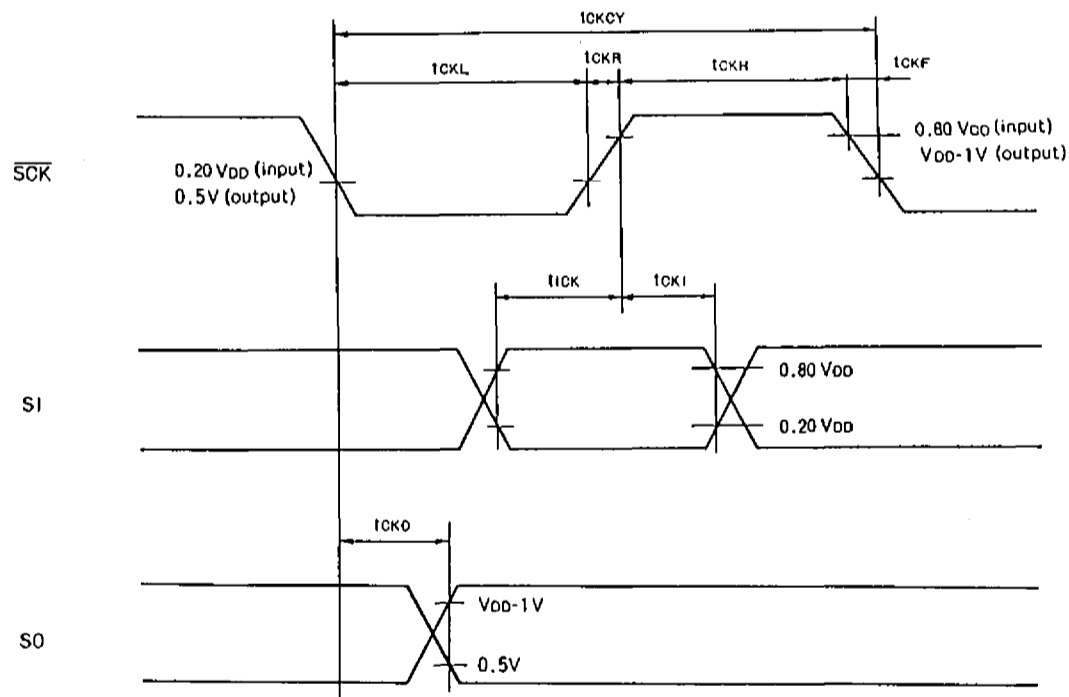 tCKCY
tCKL
tCKR
tCKH
tCKF
SCK
0.20 VDD (input)
0.5V (output)
0.80 VDD (input)
VDD-1V (output)
tICK
tCKI
SI
0.80 VDD
0.20 VDD
tCKO
SO
VDD-1V
0.5V